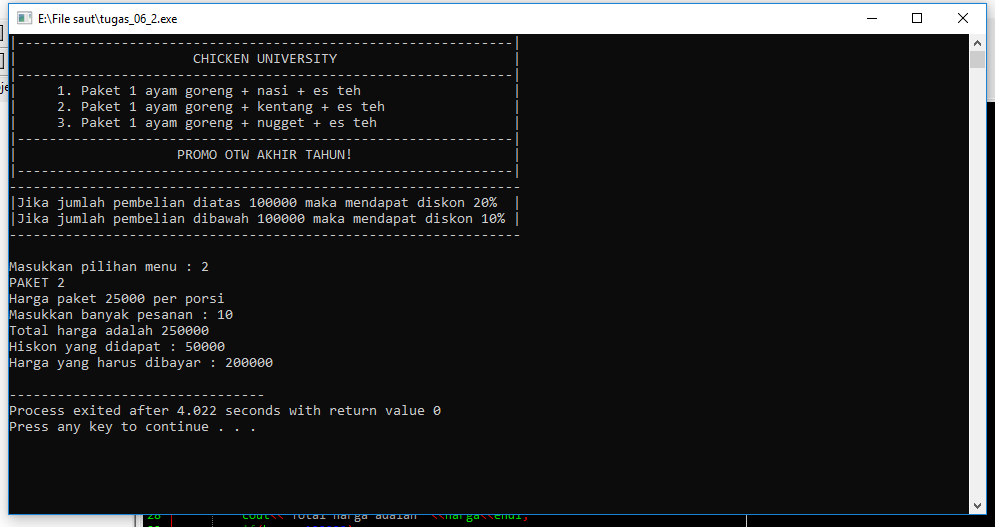 E:\File saut\tugas_06_2.exe
|--------------------------------------------------------------|
| CHICKEN UNIVERSITY |
|--------------------------------------------------------------|
| 1. Paket 1 ayam goreng + nasi + es teh |
| 2. Paket 1 ayam goreng + kentang + es teh |
| 3. Paket 1 ayam goreng + nugget + es teh |
|--------------------------------------------------------------|
| PROMO OTW AKHIR TAHUN! |
|--------------------------------------------------------------|
----------------------------------------------------------------
|Jika jumlah pembelian diatas 100000 maka mendapat diskon 20% |
|Jika jumlah pembelian dibawah 100000 maka mendapat diskon 10% |
----------------------------------------------------------------
Masukkan pilihan menu : 2
PAKET 2
Harga paket 25000 per porsi
Masukkan banyak pesanan : 10
Total harga adalah 250000
Hiskon yang didapat : 50000
Harga yang harus dibayar : 200000
--------------------------------
Process exited after 4.022 seconds with return value 0
Press any key to continue . . .
28 cout<<"Total harga adalah "<<harga<<endl;